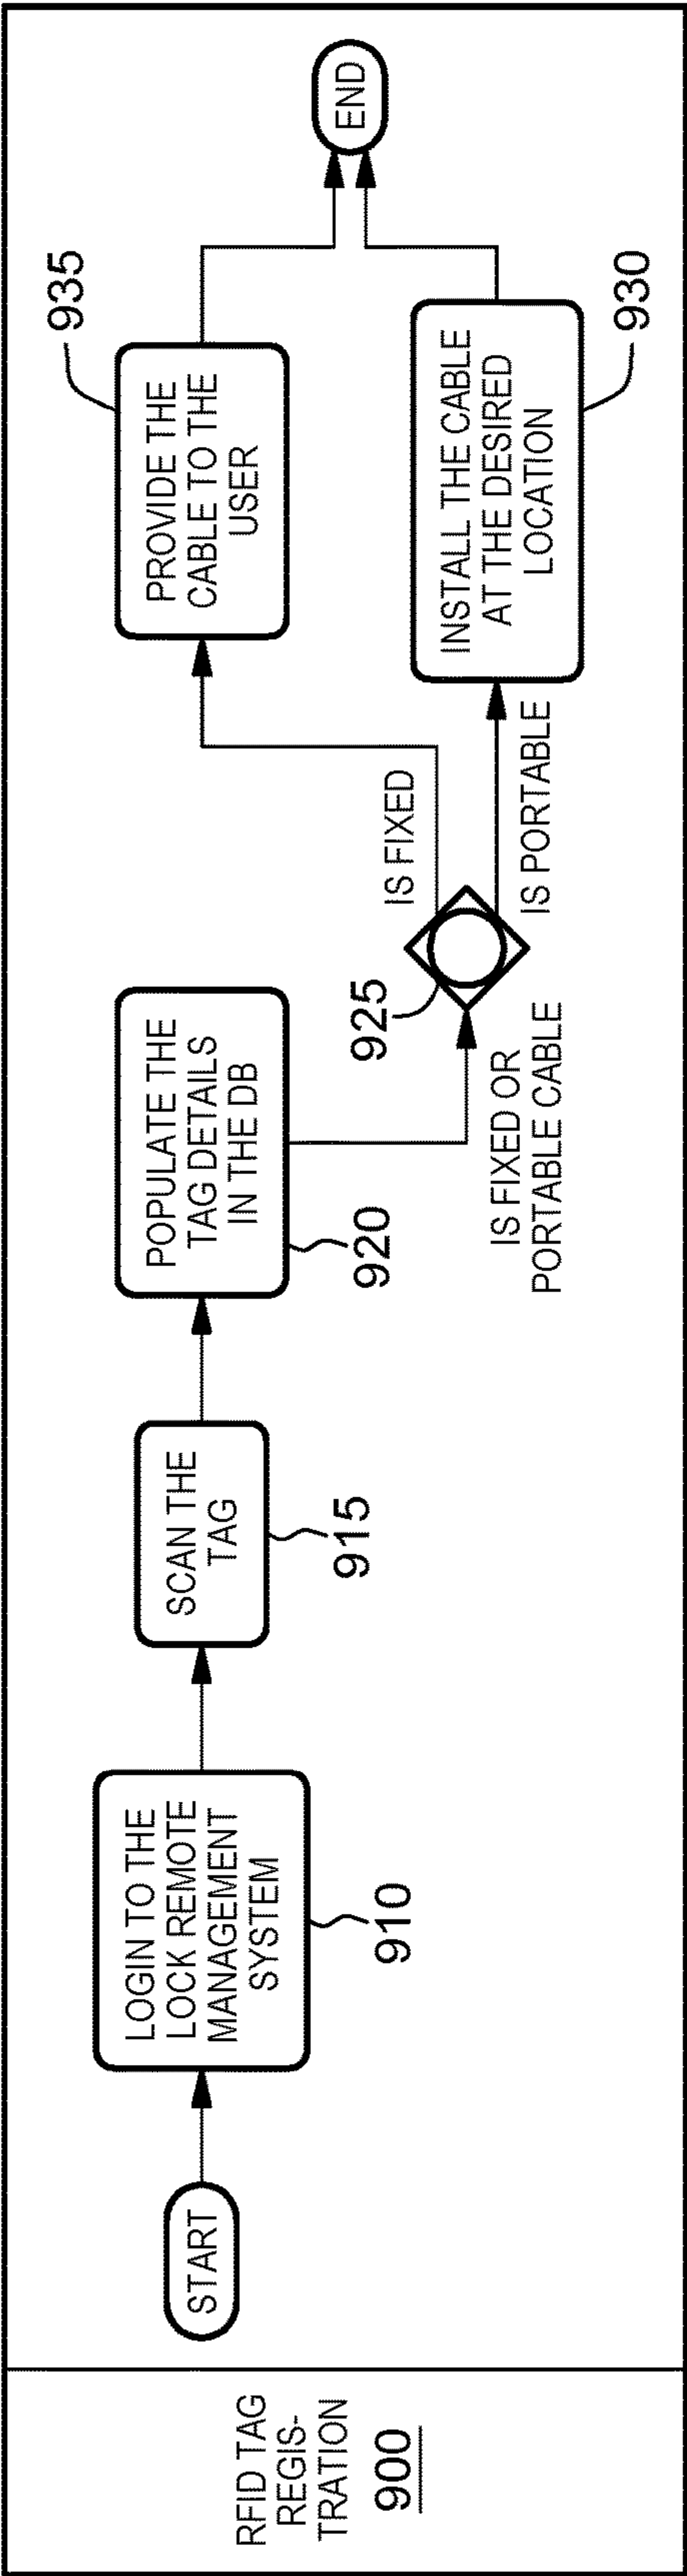 RFID TAG
REGIS-
TRATION
900
START
LOGIN TO THE
LOCK REMOTE
MANAGEMENT
SYSTEM
910
SCAN THE
TAG
915
POPULATE THE
TAG DETAILS
IN THE DB
920
IS FIXED OR
PORTABLE CABLE
925
IS FIXED
IS PORTABLE
PROVIDE THE
CABLE TO THE
USER
935
INSTALL THE CABLE
AT THE DESIRED
LOCATION
930
END